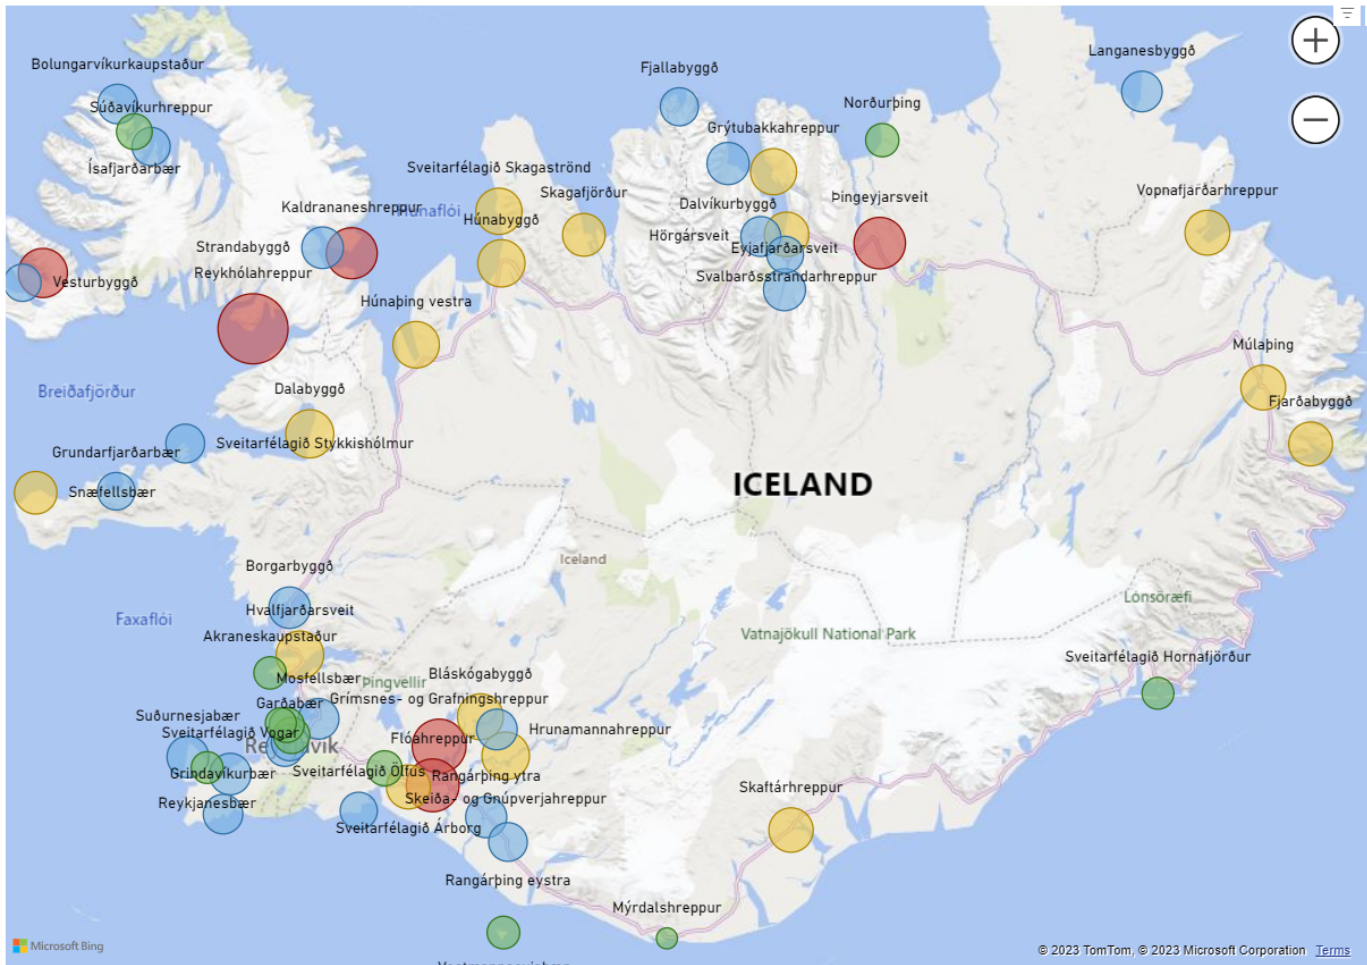 Langanesbyggð
Bolungarvíkurkaupstaður
Fjallabyggð
Súðavíkurhreppur
Norðurþing
Grýtubakkahreppur
Ísafjarðarbær
Sveitarfélagið Skagaströnd
Skagafjörður
Vopnafjarðarhreppur
Þingeyjarsveit
Kaldrananeshreppur
Húnaflói
Dalvíkurbyggð
Húnabyggð
Hörgársveit
Strandabyggð
Eyjafjarðarsveit
Reykhólahreppur
Svalbarðsstrandarhreppur
Vesturbyggð
Húnaþing vestra
Múlaþing
Breiðafjörður
Dalabyggð
Fjarðabyggð
Sveitarfélagið Stykkishólmur
Grundarfjarðarbær
ICELAND
Snæfellsbær
Iceland
Borgarbyggð
Lónsöræfi
Hvalfjarðarsveit
Faxaflói
Akraneskaupstaður
Vatnajökull National Park
Sveitarfélagið Hornafjörður
Bláskógabyggð
Mosfellsbær
Þingvellir
Grímsnes- og Grafningshreppur
Garðabær
Suðurnesjabær
Hrunamannahreppur
Sveitarfélagið Vogar
Flóahreppur
Grindavíkurbær
Sveitarfélagið Ölfus
Rangárþing ytra
Skaftárhreppur
Skeiða- og Gnúpverjahreppur
Reykjanesbær
Sveitarfélagið Árborg
Rangárþing eystra
Mýrdalshreppur
Microsoft Bing
© 2023 TomTom, © 2023 Microsoft Corporation Terms